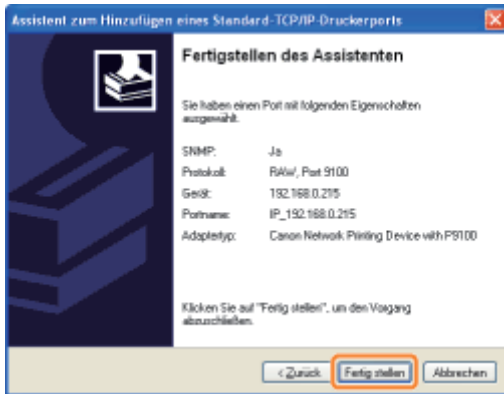 Assistent zum Hinzufügen eines Standard-TCP/IP-Druckerports
Fertigstellen des Assistenten
Sie haben einen Port mit folgenden Eigenschaften
ausgewählt.
SNMP: Ja
Protokoll: RAW, Port 9100
Gerät: 192.168.0.215
Portname: IP_192.168.0.215
Adaptertyp: Canon Network Printing Device with P9100
Klicken Sie auf "Fertig stellen", um den Vorgang
abzuschließen.
< Zurück Fertig stellen Abbrechen